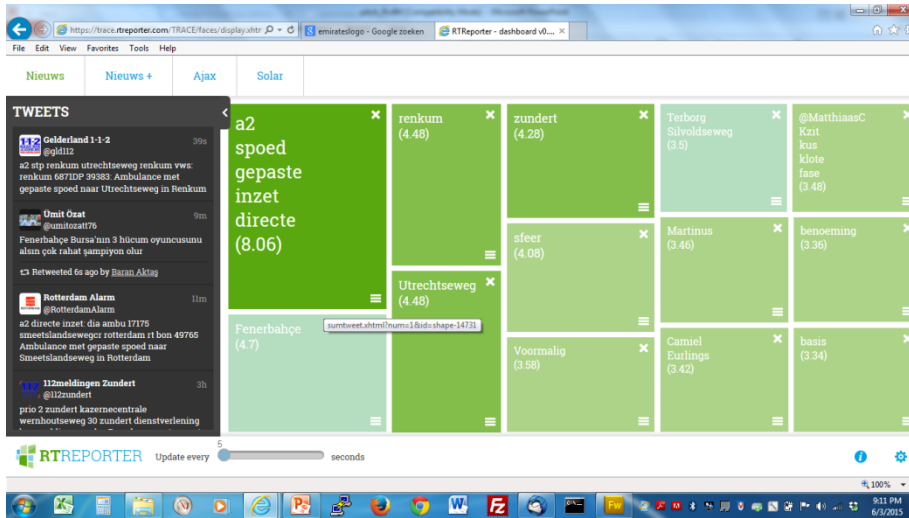 https://trace.rtreporter.com/TRACE/faces/display.xhtr
emirateslogo - Google zoeken
RTReporter - dashboard v0....
File Edit View Favorites Tools Help
Nieuws
Nieuws +
Ajax
Solar
TWEETS
Gelderland 1-1-2
39s
@gld112
a2 stp renkum utrechtseweg renkum vws:
renkum 6871DP 39383: Ambulance met
gepaste spoed naar Utrechtseweg in Renkum
Ümit Özat
9m
@umitozatt76
Fenerbahçe Bursa'nın 3 hücum oyuncusunu
alsın çok rahat şampiyon olur
Retweeted 6s ago by Baran Aktaş
Rotterdam Alarm
11m
@RotterdamAlarm
a2 directe inzet: dia ambu 17175
smeetslandsewegcr rotterdam rt bon 49765
Ambulance met gepaste spoed naar
Smeetslandseweg in Rotterdam
112meldingen Zundert
3h
@112zundert
prio 2 zundert kazernecentrale
wernhoutseweg 30 zundert dienstverlening
a2
spoed
gepaste
inzet
directe
(8.06)
Fenerbahçe
(4.7)
renkum
(4.48)
Utrechtseweg
(4.48)
sumtweet.xhtml?num=1&id=shape-14731
zundert
(4.28)
sfeer
(4.08)
Voormalig
(3.58)
Terborg
Silvoldseweg
(3.5)
Martinus
(3.46)
Camiel
Eurlings
(3.42)
@MatthiaasC
Kzıt
kus
klote
fase
(3.48)
benoeming
(3.36)
basis
(3.34)
RTREPORTER
Update every
5
seconds
100%
9:11 PM
6/3/2015